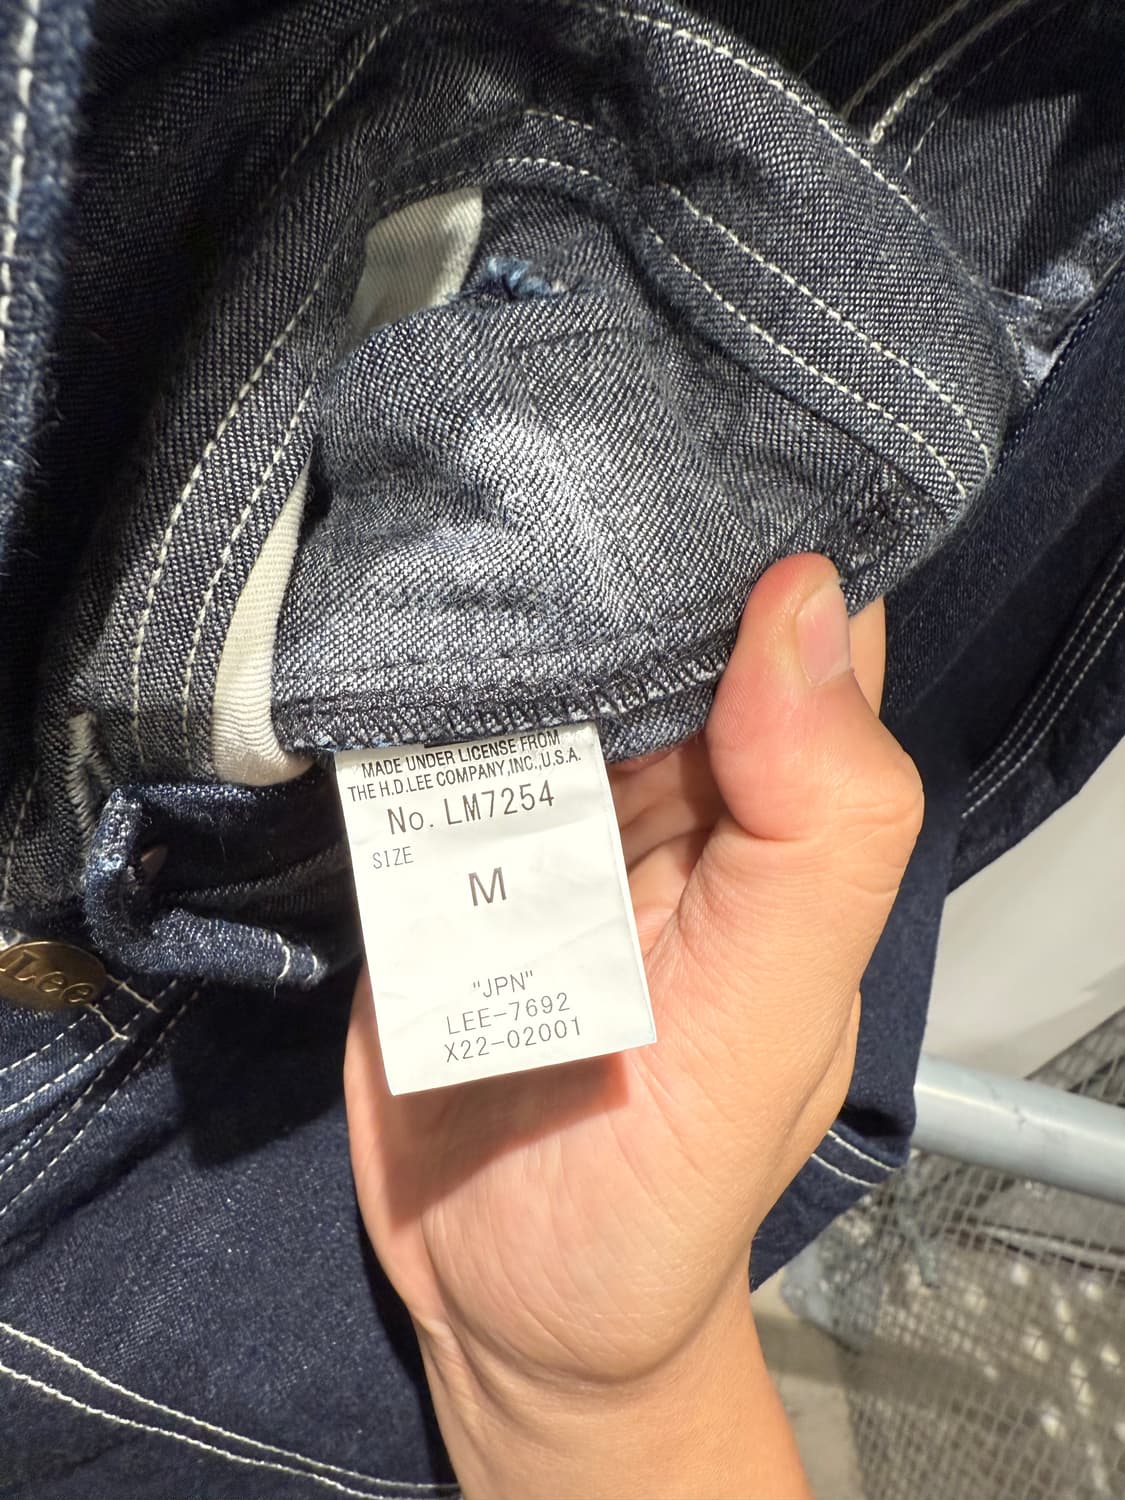 MADE UNDER LICENSE FROM
THE H.D.LEE COMPANY,INC.,U.S.A.
No. LM7254
SIZE
M
"JPN"
LEE-7692
X22-02001
Lee